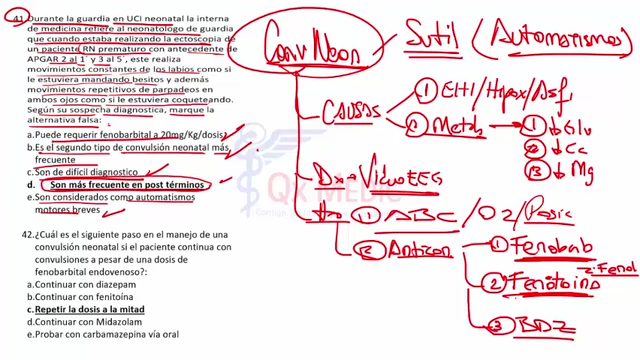 41. Durante la guardia en UCI neonatal la interna
de medicina refiere al neonatologo de guardia
que cuando estaba realizando la ectoscopia de
un paciente RN prematuro con antecedente de
APGAR 2 al 1´ y 3 al 5´, este realiza
movimientos constantes de los labios como si
le estuviera mandando besitos y además
movimientos repetitivos de parpadeos en
ambos ojos como si le estuviera coqueteando.
Según su sospecha diagnostica, marque la
alternativa falsa:
a. Puede requerir fenobarbital a 20mg/Kg/dosis
b. Es el segundo tipo de convulsión neonatal más
frecuente
c. Son de difícil diagnostico
d. Son más frecuente en post términos
e. Son considerados como automatismos
motores breves
42. ¿Cuál es el siguiente paso en el manejo de una
convulsión neonatal si el paciente continua con
convulsiones a pesar de una dosis de
fenobarbital endovenoso?:
a. Continuar con diazepam
b. Continuar con fenitoína
c. Repetir la dosis a la mitad
d. Continuar con Midazolam
e. Probar con carbamazepina vía oral
Conv Neon
Sutil (Automatismos)
Causas
① EHI/Hipox/Asfi
② Metab
① ↓ Glu
② ↓ Ca
③ ↓ Mg
Dx → Video EEG
① ABC / O2 / Posic
② Anticon
① Fenobarb
② Fenitoina
2: Fenob
③ BDZ
Qx MEDIC